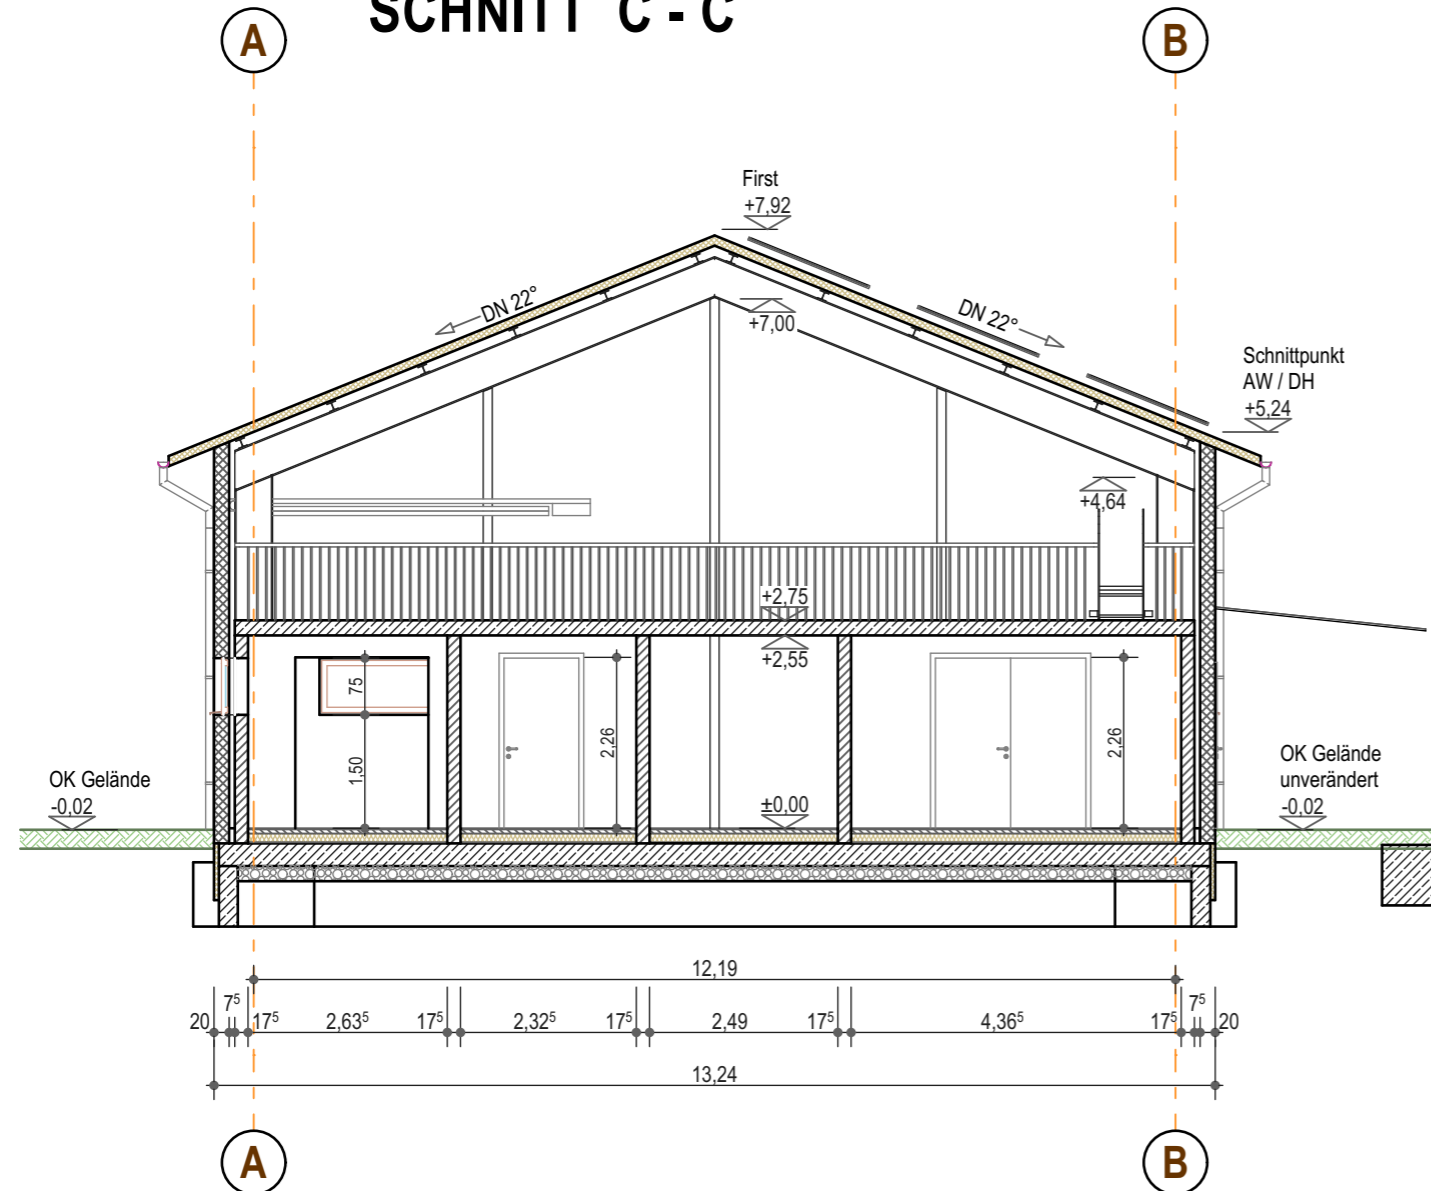 SCHNITT C - C
A
B
First
+7,92
DN 22°
DN 22°
+7,00
Schnittpunkt
AW / DH
+5,24
+4,64
+2,75
+2,55
75
1,50
2,26
2,26
±0,00
OK Gelände
-0,02
OK Gelände
unverändert
-0,02
12,19
20 7⁵ 17⁵ 2,63⁵ 17⁵ 2,32⁵ 17⁵ 2,49 17⁵ 4,36⁵ 17⁵ 7⁵ 20
13,24
A
B